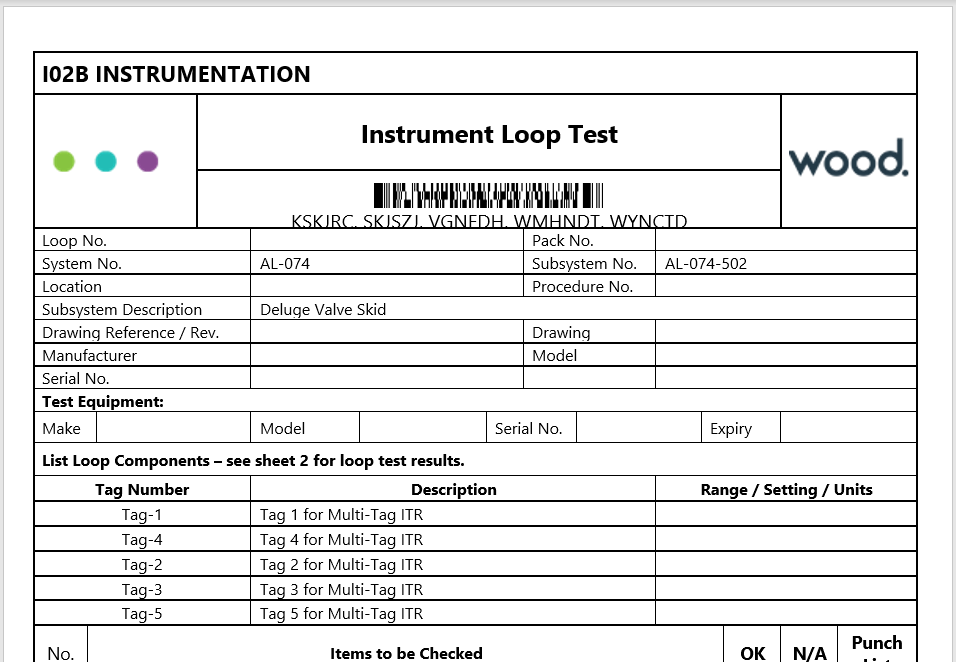 I02B INSTRUMENTATION
Instrument Loop Test
wood.
KSKJRC, SKJSZJ, VGNFDH, WMHNDT, WYNCTD
Loop No. Pack No.
System No. AL-074 Subsystem No. AL-074-502
Location Procedure No.
Subsystem Description Deluge Valve Skid
Drawing Reference / Rev. Drawing
Manufacturer Model
Serial No.
Test Equipment:
Make Model Serial No. Expiry
List Loop Components – see sheet 2 for loop test results.
Tag Number Description Range / Setting / Units
Tag-1 Tag 1 for Multi-Tag ITR
Tag-4 Tag 4 for Multi-Tag ITR
Tag-2 Tag 2 for Multi-Tag ITR
Tag-3 Tag 3 for Multi-Tag ITR
Tag-5 Tag 5 for Multi-Tag ITR
No. Items to be Checked OK N/A Punch